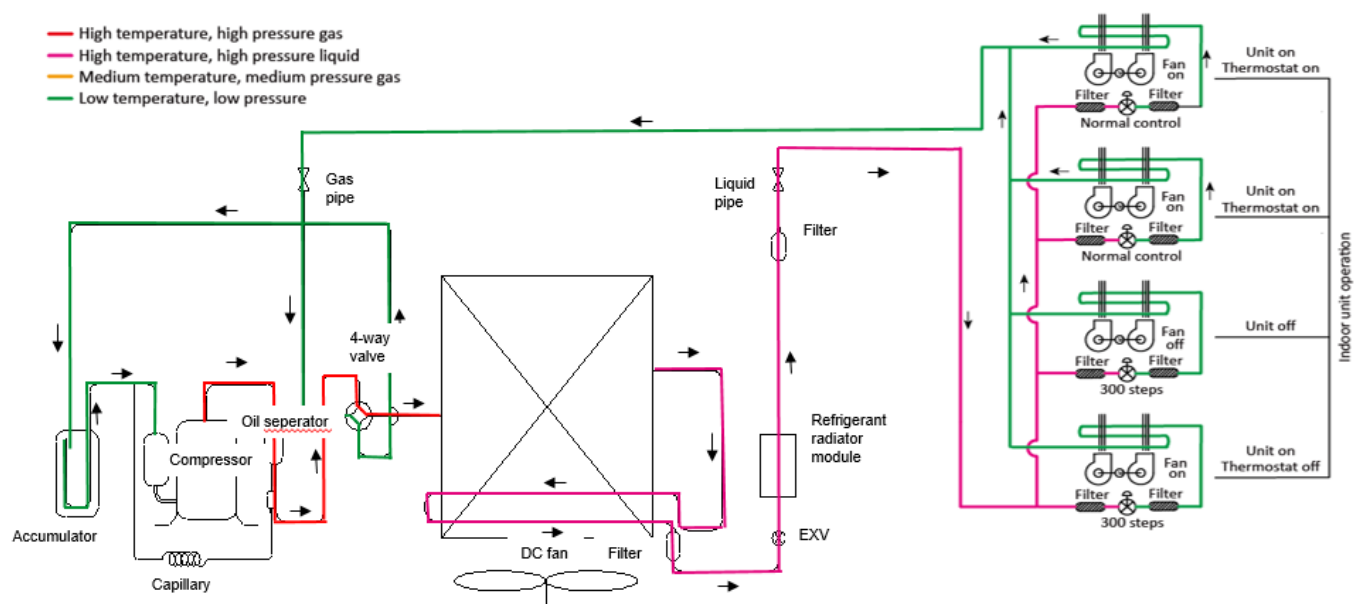 High temperature, high pressure gas
High temperature, high pressure liquid
Medium temperature, medium pressure gas
Low temperature, low pressure
Gas
pipe
4-way
valve
Oil seperator
Compressor
Accumulator
Capillary
DC fan
Filter
EXV
Refrigerant
radiator
module
Filter
Liquid
pipe
Fan
on
Filter
Filter
Normal control
Unit on
Thermostat on
Fan
on
Filter
Filter
Normal control
Unit on
Thermostat on
Fan
off
Filter
Filter
300 steps
Unit off
Fan
on
Filter
Filter
300 steps
Unit on
Thermostat off
Indoor unit operation